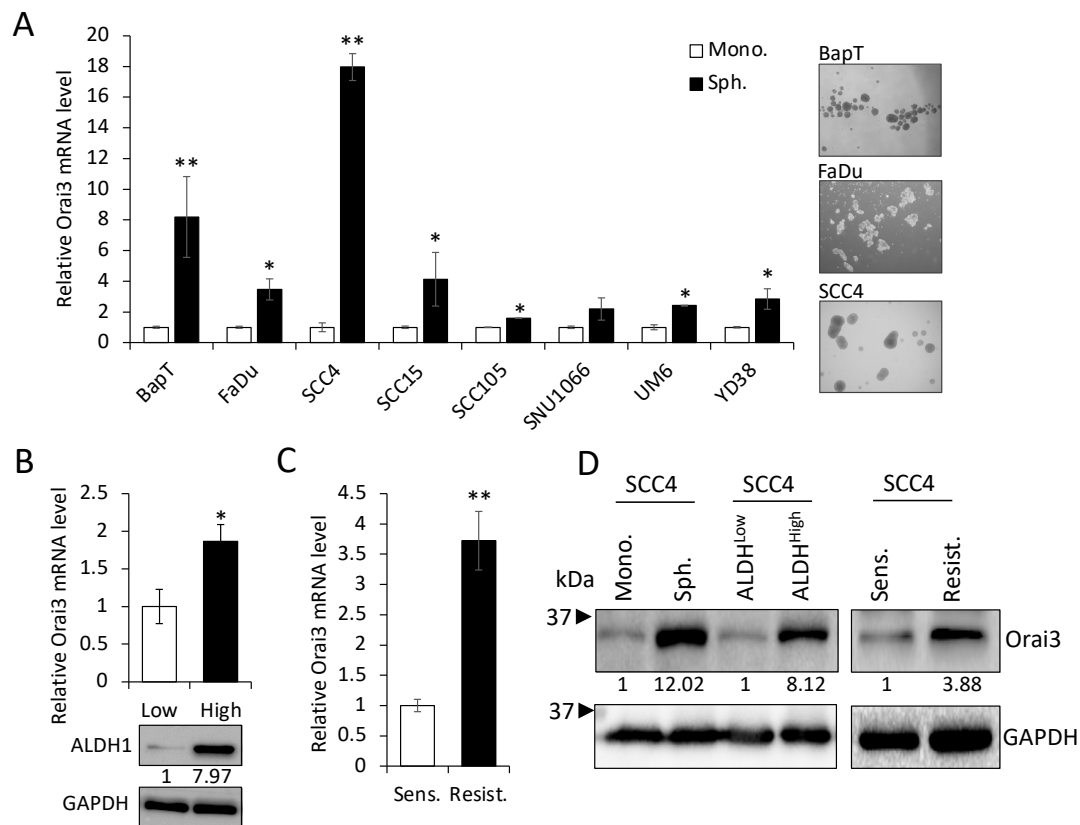 A
Relative Orai3 mRNA level
20
18
16
14
12
10
8
6
4
2
0
**
*
**
*
*
*
*
Mono.
Sph.
BapT
FaDu
SCC4
SCC15
SCC105
SNU1066
UM6
YD38
BapT
FaDu
SCC4
B
Relative Orai3 mRNA level
2.5
2
1.5
1
0.5
0
*
Low High
ALDH1
1 7.97
GAPDH
C
Relative Orai3 mRNA level
4.5
4
3.5
3
2.5
2
1.5
1
0.5
0
**
Sens. Resist.
D
SCC4 SCC4 SCC4
kDa
Mono.
Sph.
ALDHLow
ALDHHigh
Sens.
Resist.
37
Orai3
1 12.02 1 8.12 1 3.88
37
GAPDH